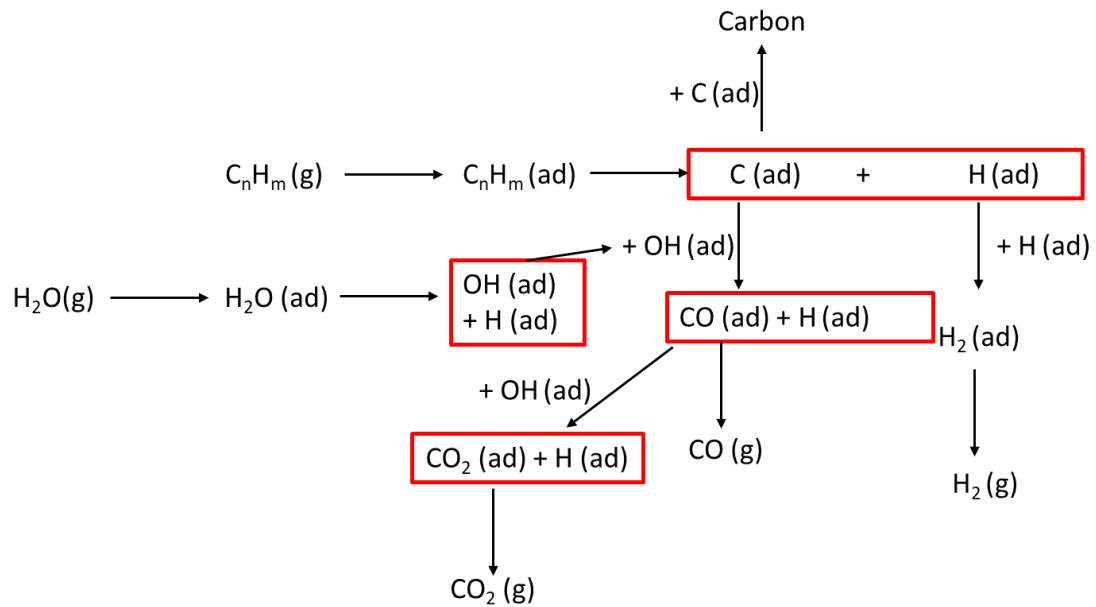 Carbon
+ C (ad)
CₙHₘ (g)
CₙHₘ (ad)
C (ad) + H (ad)
+ OH (ad)
+ H (ad)
H₂O(g)
H₂O (ad)
OH (ad)
+ H (ad)
CO (ad) + H (ad)
H₂ (ad)
+ OH (ad)
CO₂ (ad) + H (ad)
CO (g)
H₂ (g)
CO₂ (g)